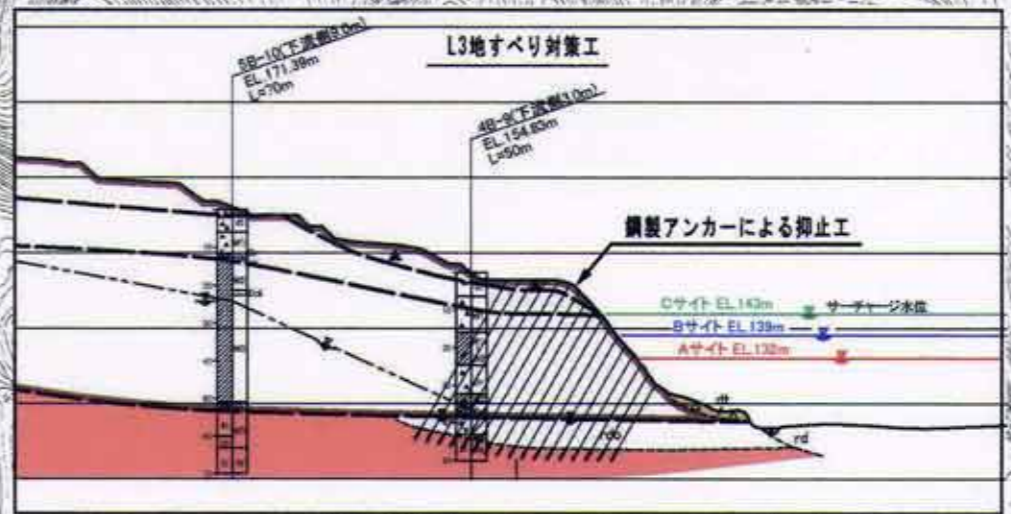 L3地すべり対策工
5B-10(下流側9.0m)
EL.171.39m
L=70m
4B-9(下流側3.0m)
EL.154.83m
L=50m
鋼製アンカーによる抑止工
Cサイト EL.143m
サーチャージ水位
Bサイト EL.139m
Aサイト EL.132m
rd